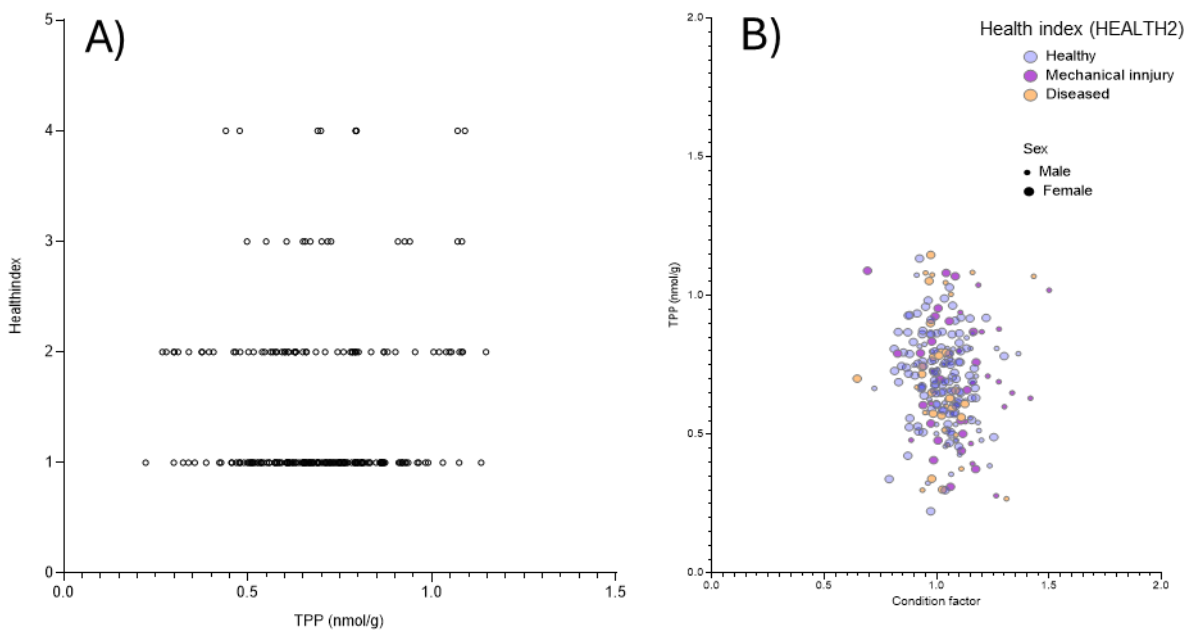 A)
5
4
3
2
1
0
Healthindex
0.0
0.5
1.0
1.5
TPP (nmol/g)
B)
2.0
1.5
1.0
0.5
0.0
TPP (nmol/g)
0.0
0.5
1.0
1.5
2.0
Condition factor
Health index (HEALTH2)
Healthy
Mechanical innjury
Diseased
Sex
Male
Female